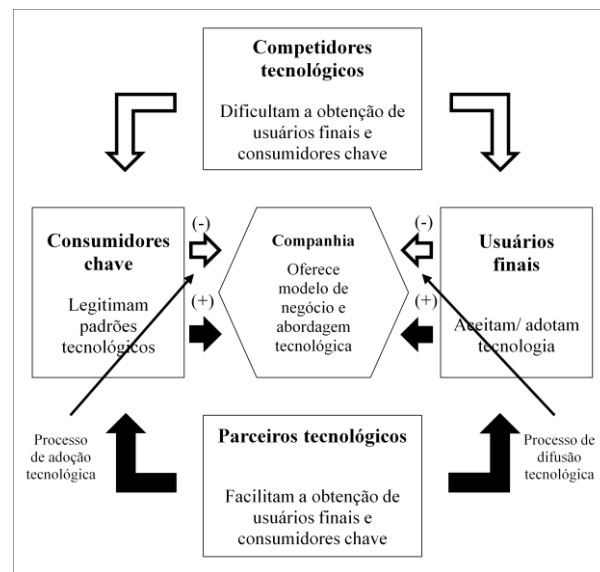 Competidores
tecnológicos
Dificultam a obtenção de
usuários finais e
consumidores chave
Consumidores
chave
Legitimam
padrões
tecnológicos
(-)
(+)
Companhia
Oferece
modelo de
negócio e
abordagem
tecnológica
(-)
(+)
Usuários
finais
Aceitam/ adotam
tecnologia
Processo
de adoção
tecnológica
Parceiros tecnológicos
Facilitam a obtenção de
usuários finais e
consumidores chave
Processo de
difusão
tecnológica